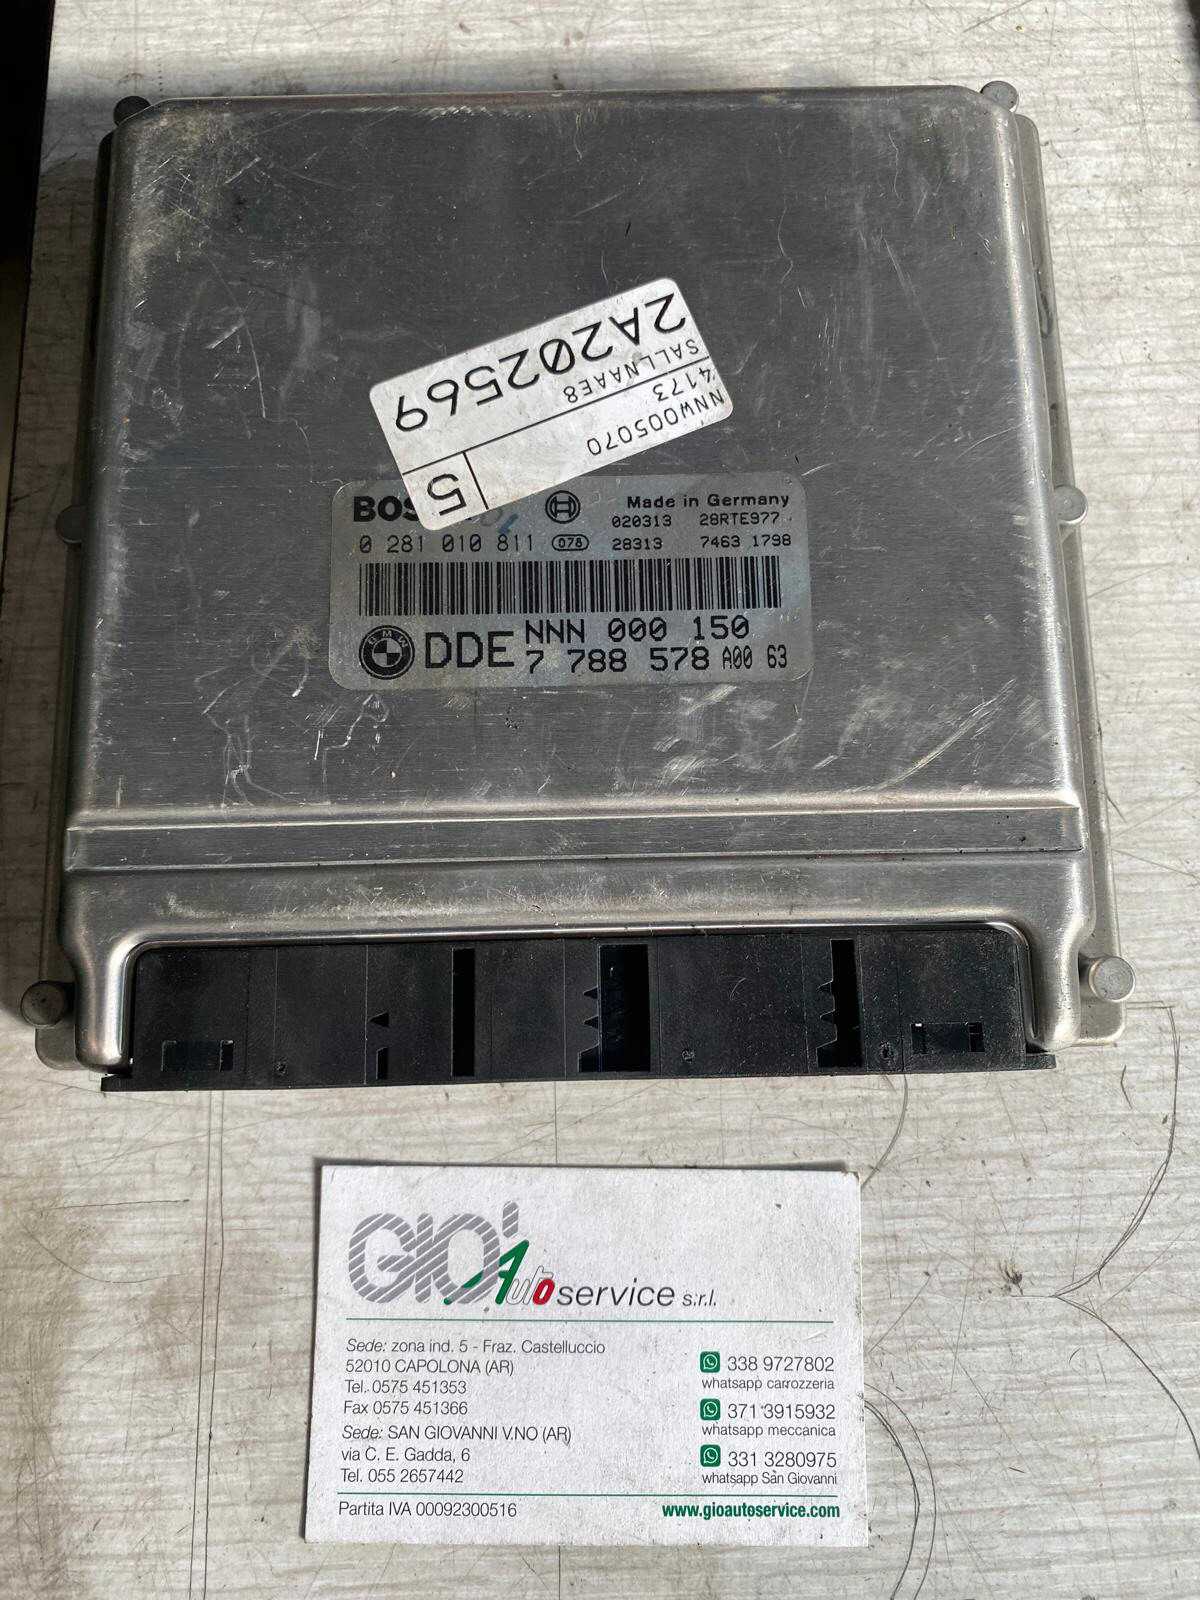 2A202569
SALLNAAE8
4173
NNW005070
5
Made in Germany
020313 28RTE977
0 281 010 811 078 28313 7463 1798
BMW
DDE NNN 000 150
7 788 578 A00 63
GIO' Autoservice s.r.l.
Sede: zona ind. 5 - Fraz. Castelluccio
52010 CAPOLONA (AR)
Tel. 0575 451353
Fax 0575 451366
Sede: SAN GIOVANNI V.NO (AR)
via C. E. Gadda, 6
Tel. 055 2657442
338 9727802
whatsapp carrozzeria
371 3915932
whatsapp meccanica
331 3280975
whatsapp San Giovanni
Partita IVA 00092300516
www.gioautoservice.com